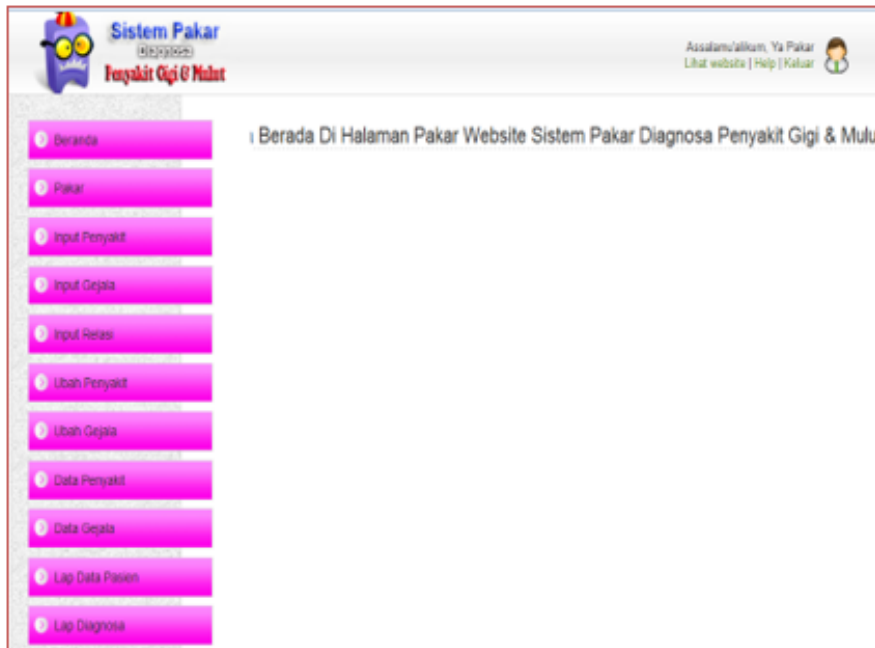 Sistem Pakar
Diagnosa
Penyakit Gigi & Mulut
Assalamu'alikum, Ya Pakar
Lihat website | Help | Keluar
Berada Di Halaman Pakar Website Sistem Pakar Diagnosa Penyakit Gigi & Mulu
Beranda
Pakar
Input Penyakit
Input Gejala
Input Relasi
Ubah Penyakit
Ubah Gejala
Data Penyakit
Data Gejala
Lap Data Pasien
Lap Diagnosa